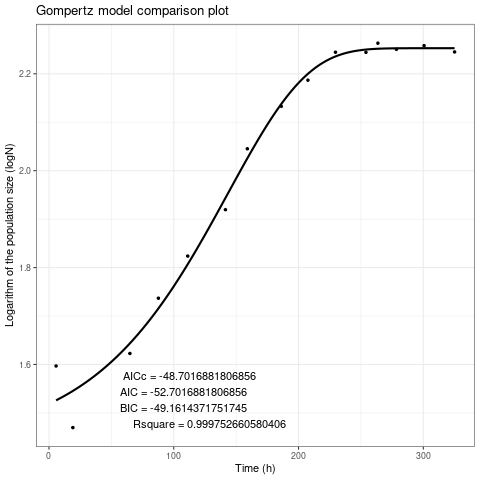 Gompertz model comparison plot
Logarithm of the population size (logN)
2.2
2.0
1.8
1.6
AICc = -48.7016881806856
AIC = -52.7016881806856
BIC = -49.1614371751745
Rsquare = 0.999752660580406
0 100 200 300
Time (h)